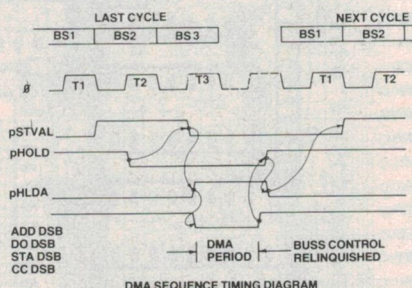 LAST CYCLE
NEXT CYCLE
BS1 BS2 BS3 BS1 BS2
ø T1 T2 T3 T1 T2
pSTVAL
pHOLD
pHLDA
ADD DSB
DO DSB
STA DSB
CC DSB
DMA
PERIOD
BUSS CONTROL
RELINQUISHED
DMA SEQUENCE TIMING DIAGRAM